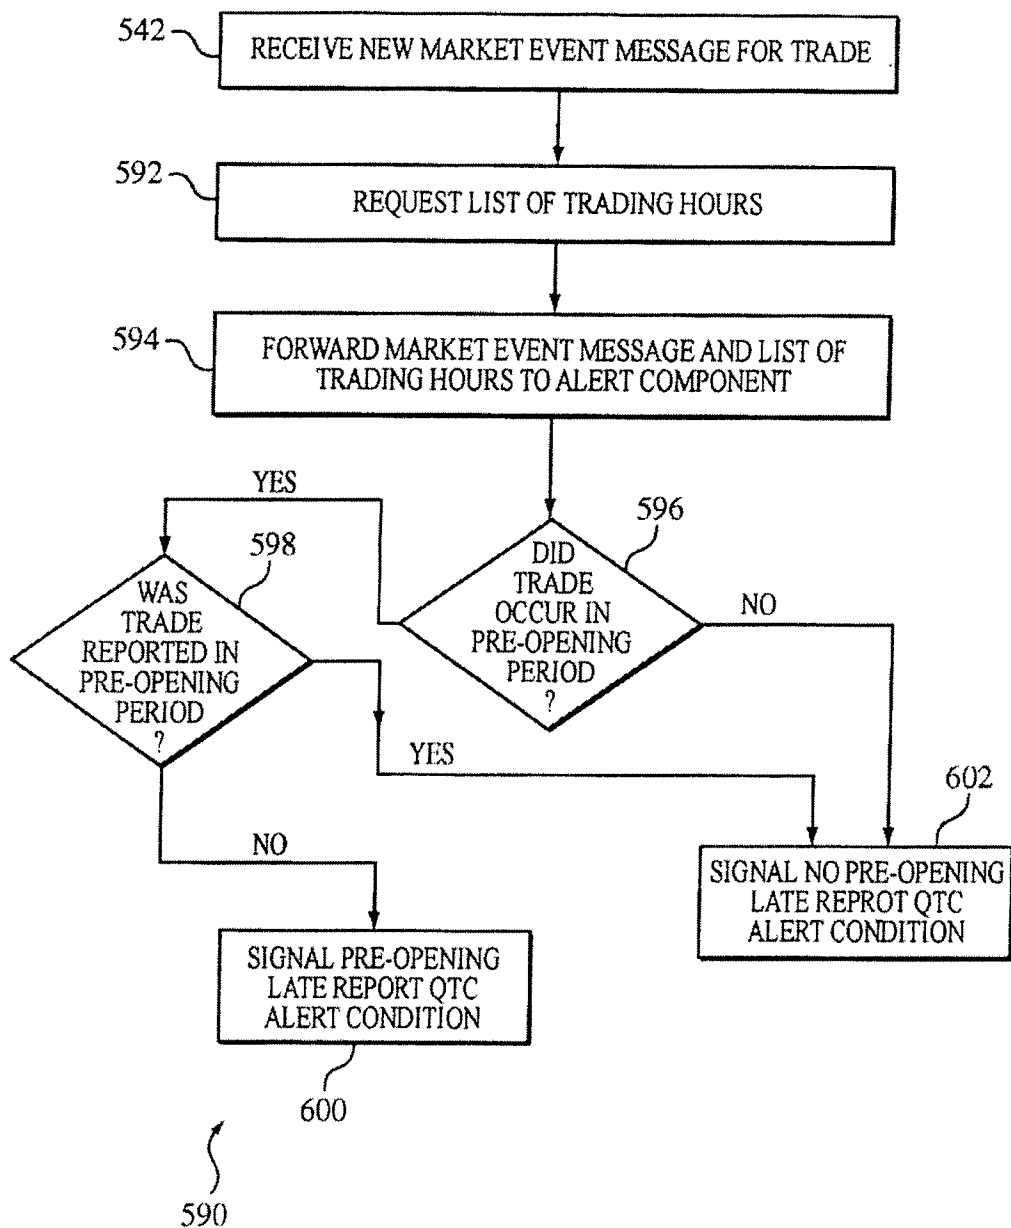 542
RECEIVE NEW MARKET EVENT MESSAGE FOR TRADE
592
REQUEST LIST OF TRADING HOURS
594
FORWARD MARKET EVENT MESSAGE AND LIST OF
TRADING HOURS TO ALERT COMPONENT
YES
596
DID
TRADE
OCCUR IN
PRE-OPENING
PERIOD
?
NO
598
WAS
TRADE
REPORTED IN
PRE-OPENING
PERIOD
?
YES
NO
602
SIGNAL NO PRE-OPENING
LATE REPROT QTC
ALERT CONDITION
SIGNAL PRE-OPENING
LATE REPORT QTC
ALERT CONDITION
600
590